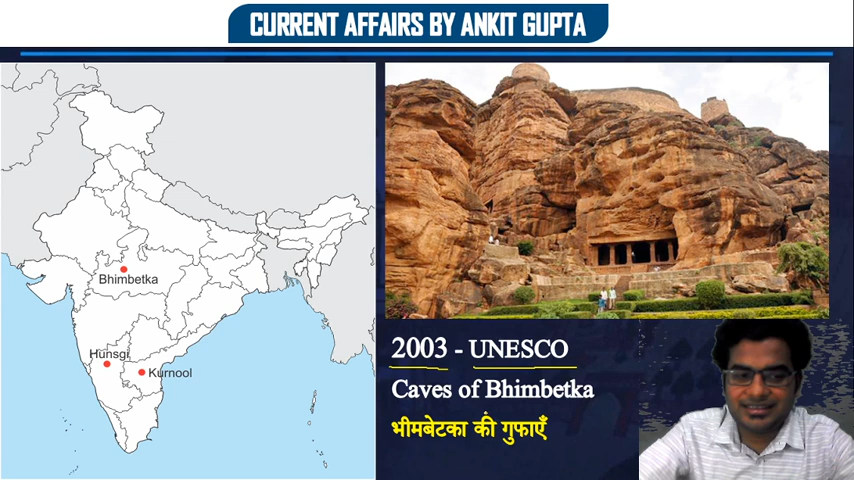 CURRENT AFFAIRS BY ANKIT GUPTA
Bhimbetka
Hunsgi
Kurnool
2003 - UNESCO
Caves of Bhimbetka
भीमबेटका की गुफाएँ